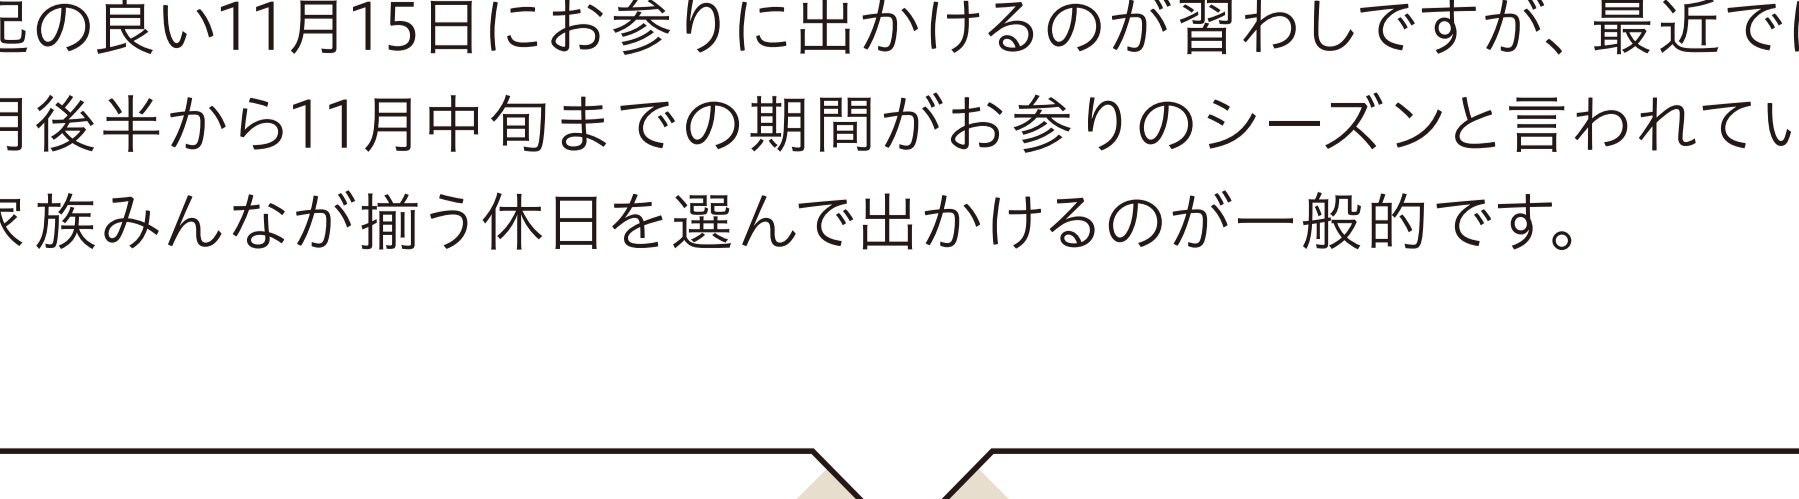 起の良い11月15日にお参りに出かけるのが習わしですが、最近では
月後半から11月中旬までの期間がお参りのシーズンと言われてい
家族みんなが揃う休日を選んで出かけるのが一般的です。